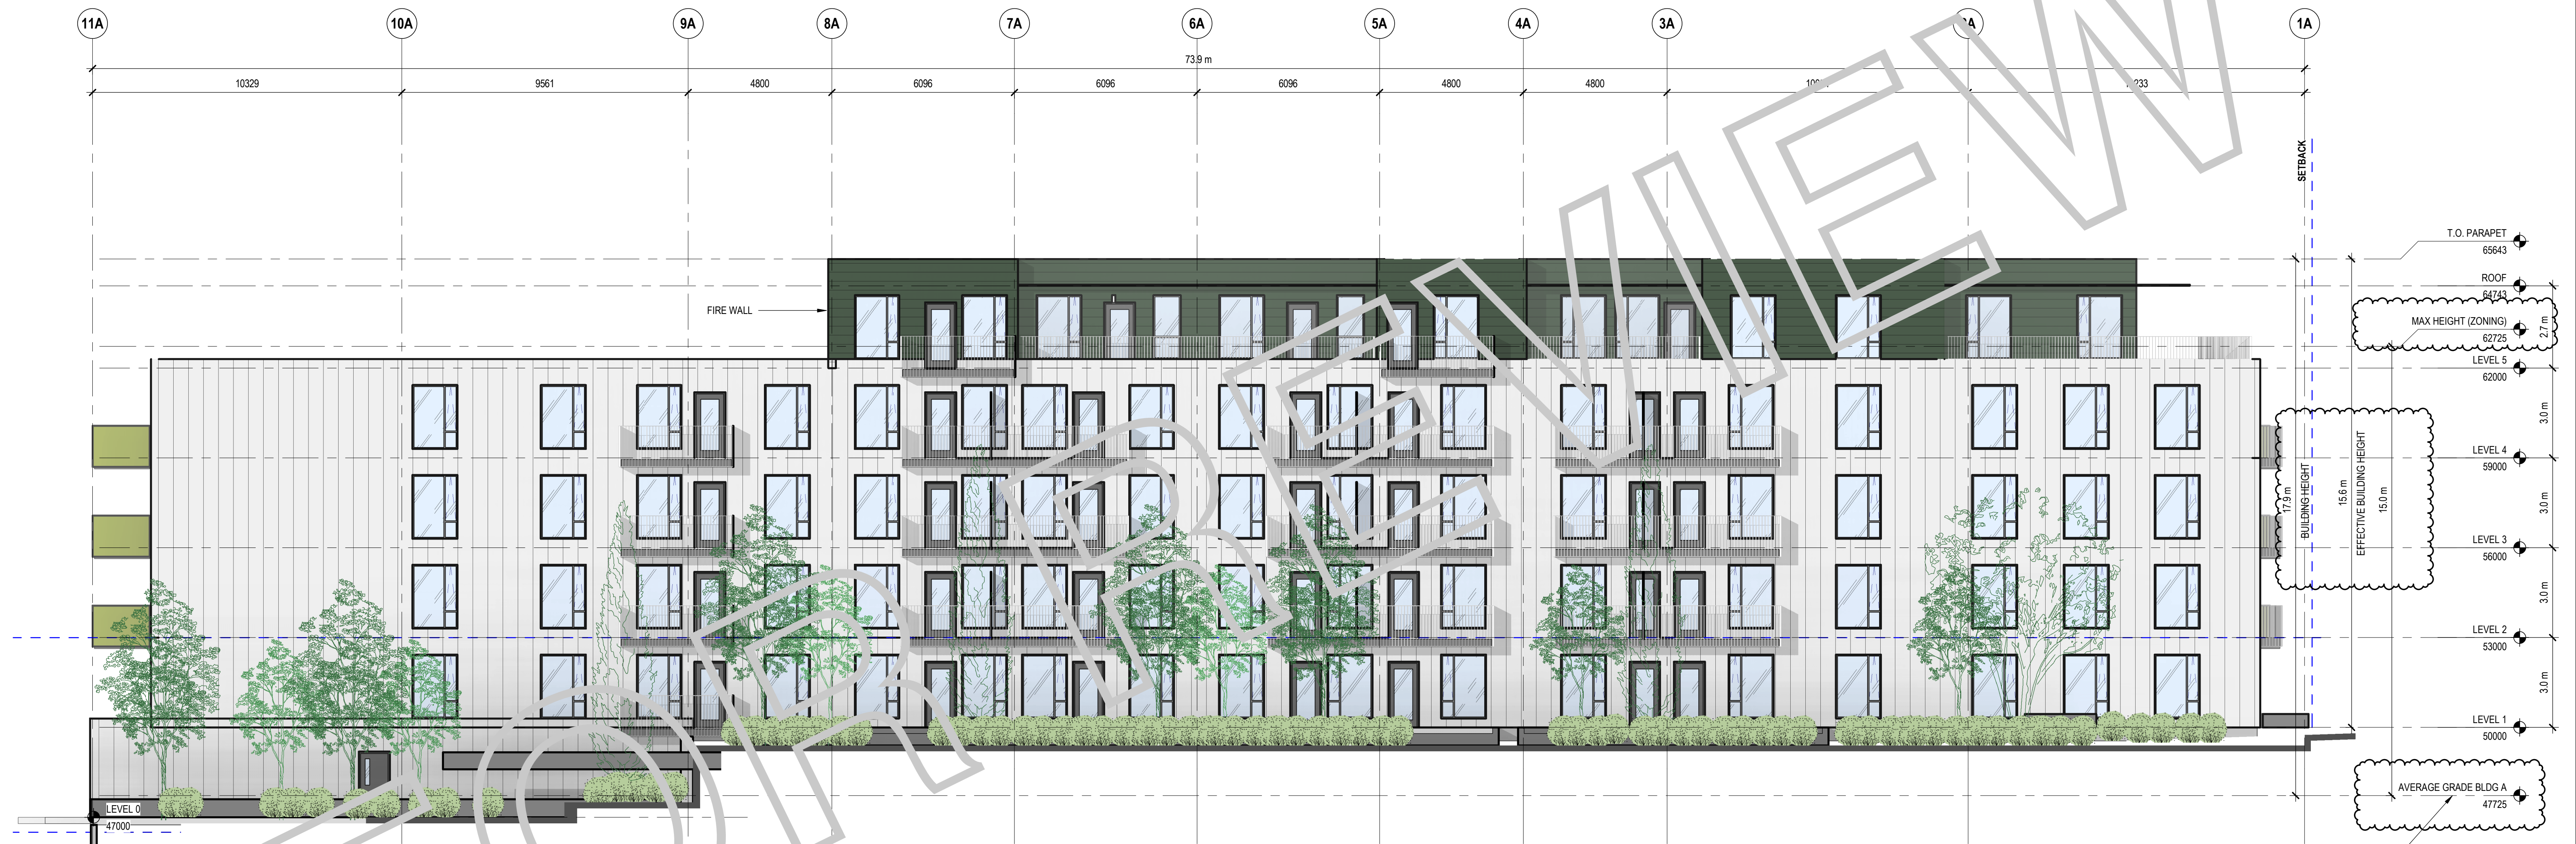 11A 10A 9A 8A 7A 6A 5A 4A 3A 1A
73.9 m
10329 9561 4800 6096 6096 6096 4800 4800
SETBACK
T.O. PARAPET
65643
ROOF
64743
FIRE WALL
MAX HEIGHT (ZONING)
62725
2.7 m
LEVEL 5
62000
3.0 m
LEVEL 4
59000
17.9 m
BUILDING HEIGHT
15.6 m
EFFECTIVE BUILDING HEIGHT
15.0 m
3.0 m
LEVEL 3
56000
3.0 m
LEVEL 2
53000
3.0 m
LEVEL 1
50000
AVERAGE GRADE BLDG A
47725
LEVEL 0
47000
FOR REVIEW